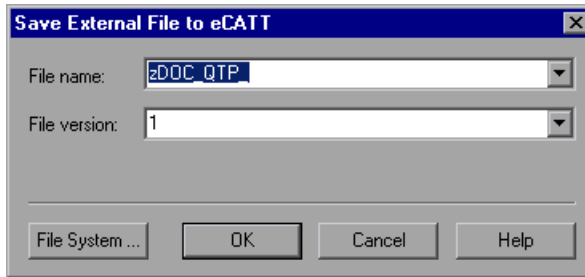 Save External File to eCATT
File name: zDOC_QTP_
File version: 1
File System ... OK Cancel Help